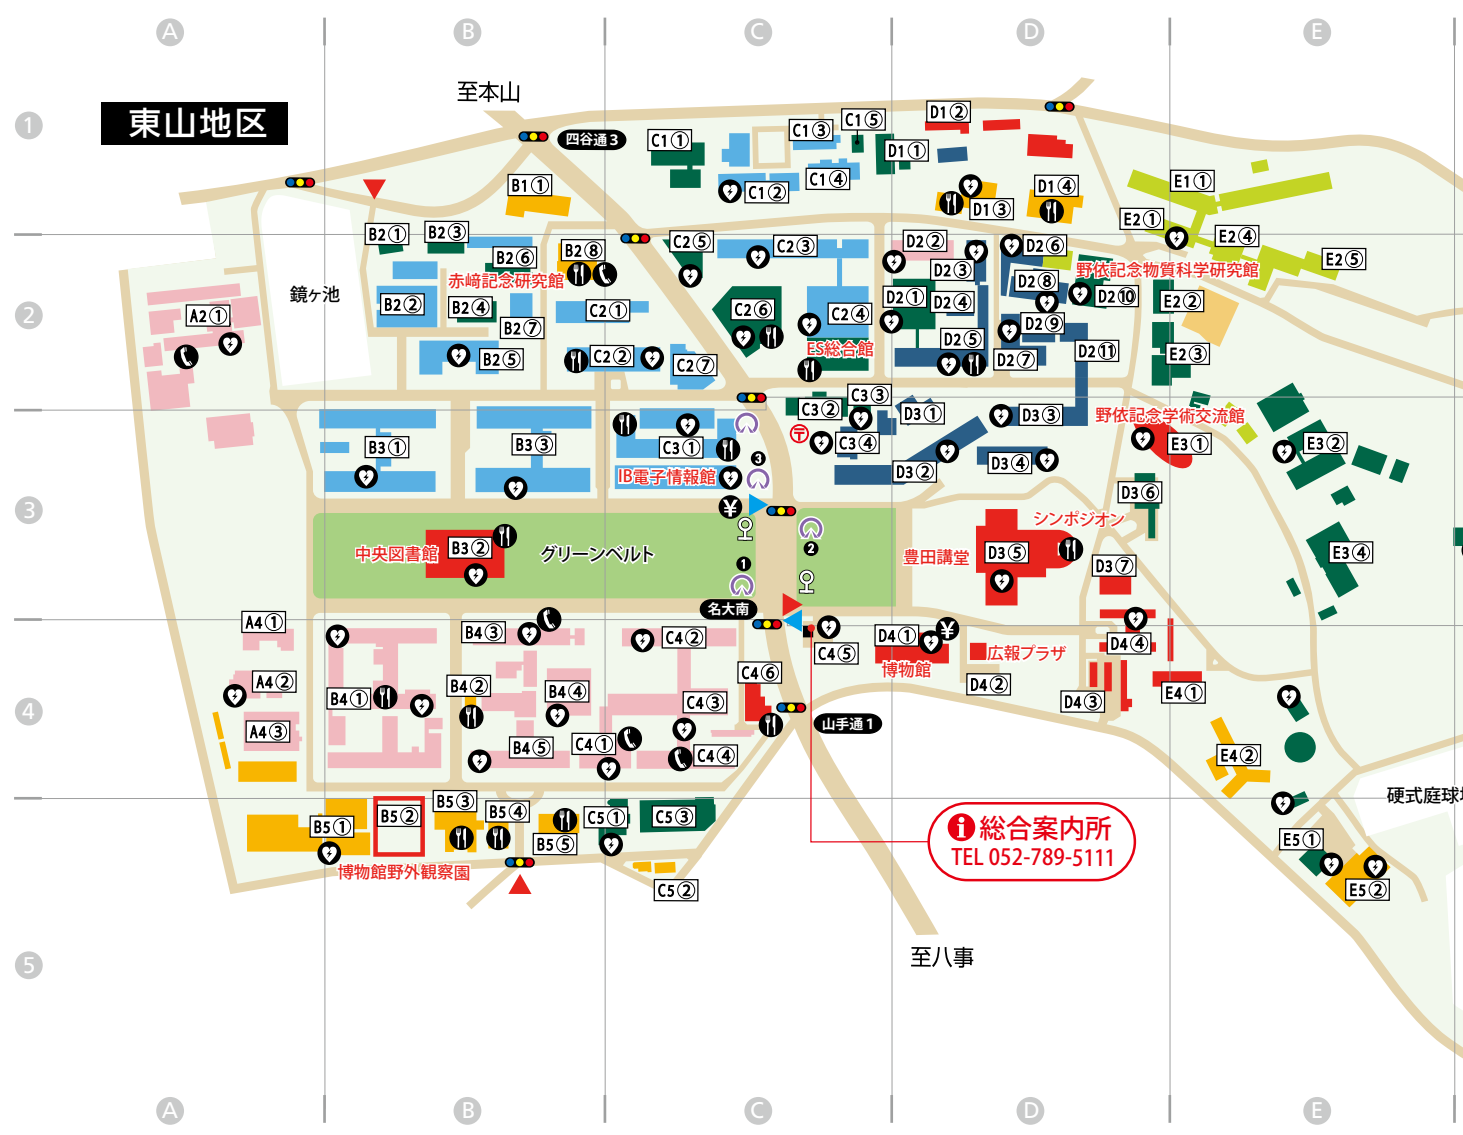 A B C D E
至本山
東山地区
1
四谷通3
C1① C1③ C1⑤ D1②
D1①
B1① C1② C1④ D1③ D1④ E1①
E2①
B2① B2③ B2⑥ B2⑧ C2⑤ C2③ D2② D2⑥ E2④
E2⑤
赤﨑記念研究館
D2③
野依記念物質科学研究館
鏡ヶ池
D2⑧
2
A2① B2② B2④ C2① C2⑥ C2④ D2① D2④ D2⑩ E2②
B2⑦
D2⑨
ES総合館
D2⑤
B2⑤ C2② C2⑦ D2⑦ D2⑪ E2③
C3③
C3② D3① D3③
野依記念学術交流館
〒
B3① B3③ C3① C3④ E3① E3②
3
D3② D3④
IB電子情報館
D3⑥
3
¥
シンポジオン
中央図書館
B3②
グリーンベルト
2
豊田講堂
D3⑤
E3④
1
D3⑦
名大南
A4① B4③ C4② C4⑤ D4① ¥ D4④
広報プラザ
博物館
A4② B4① B4② B4④ C4⑥ D4② E4①
C4③ D4③
4
A4③
山手通1
B4⑤ C4① C4④ E4②
硬式庭球
B5① B5② B5③ B5④ B5⑤ C5① C5③
総合案内所
TEL 052-789-5111
E5①
博物館野外観察園
C5② E5②
至八事
5
A B C D E